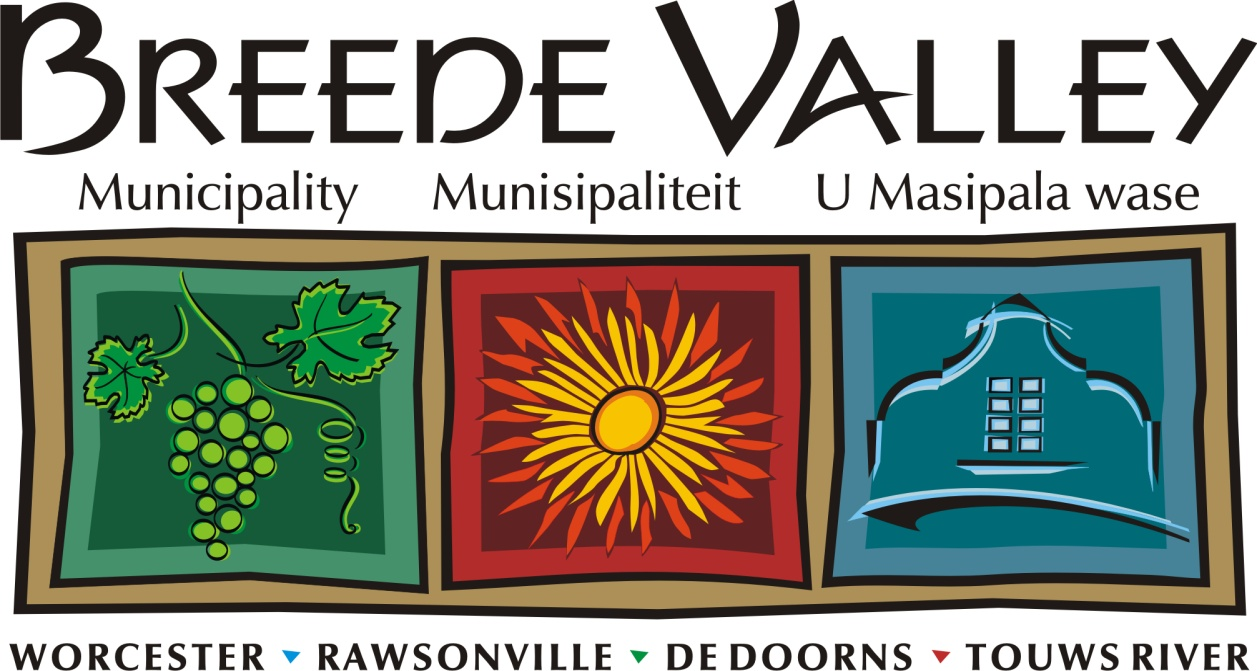 BREEDE VALLEY
Municipality Munisipaliteit U Masipala wase
WORCESTER RAWSONVILLE DE DOORNS TOUWS RIVER